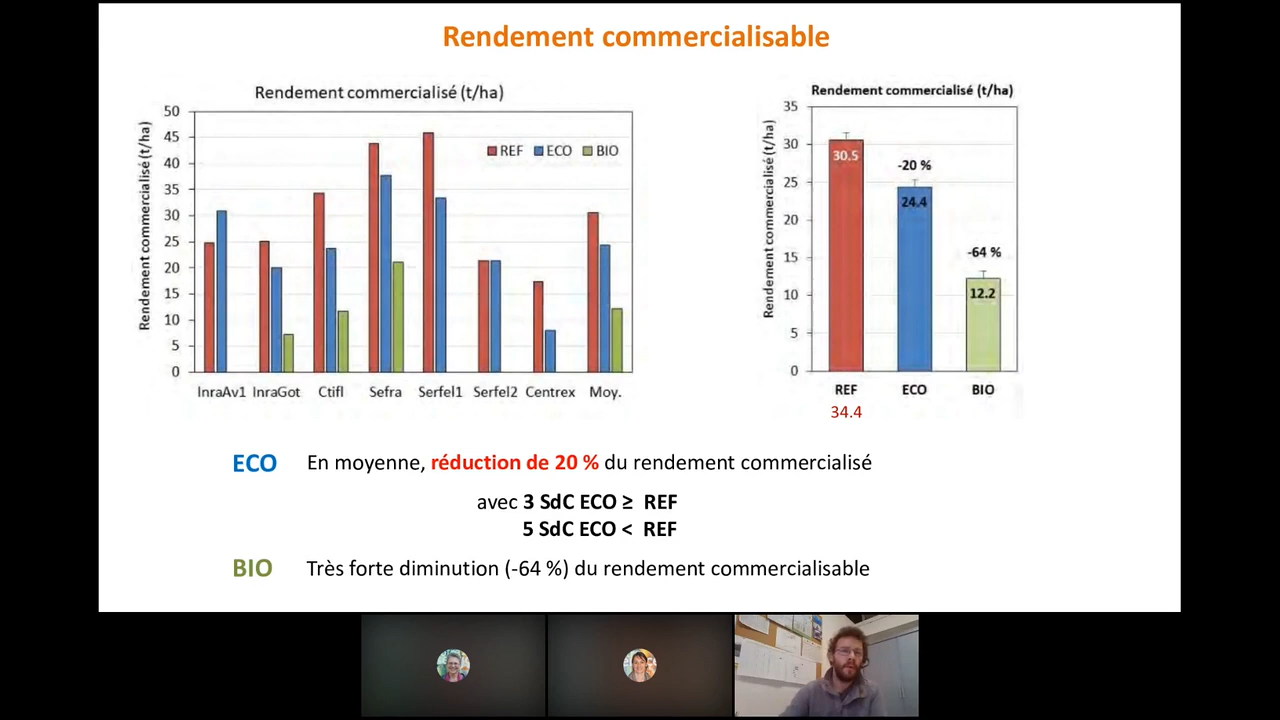 Rendement commercialisable
Rendement commercialisé (t/ha)
Rendement commercialisé (t/ha)
50
45
40
35
30
25
20
15
10
5
0
REF ECO BIO
InraAv1 InraGot Ctifl Sefra Serfel1 Serfel2 Centrex Moy.
Rendement commercialisé (t/ha)
Rendement commercialisé (t/ha)
35
30
25
20
15
10
5
0
30.5
-20 %
24.4
-64 %
12.2
REF ECO BIO
34.4
ECO En moyenne, réduction de 20 % du rendement commercialisé
avec 3 SdC ECO ≥ REF
5 SdC ECO < REF
BIO Très forte diminution (-64 %) du rendement commercialisable